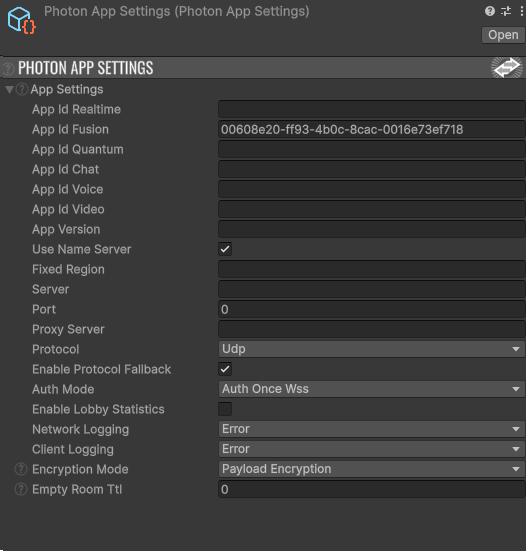 Photon App Settings (Photon App Settings)
Open
PHOTON APP SETTINGS
App Settings
App Id Realtime
App Id Fusion 00608e20-ff93-4b0c-8cac-0016e73ef718
App Id Quantum
App Id Chat
App Id Voice
App Id Video
App Version
Use Name Server
Fixed Region
Server
Port 0
Proxy Server
Protocol Udp
Enable Protocol Fallback
Auth Mode Auth Once Wss
Enable Lobby Statistics
Network Logging Error
Client Logging Error
Encryption Mode Payload Encryption
Empty Room Ttl 0